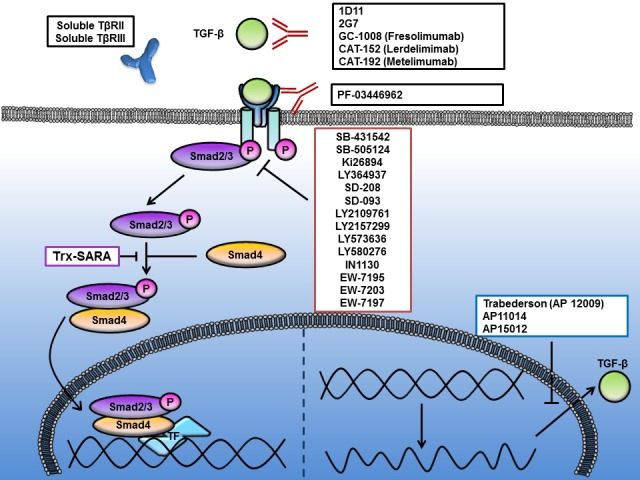 Soluble TβRII
Soluble TβRIII
TGF-β
1D11
2G7
GC-1008 (Fresolimumab)
CAT-152 (Lerdelimimab)
CAT-192 (Metelimumab)
PF-03446962
Smad2/3
P
P
SB-431542
SB-505124
Ki26894
LY364937
SD-208
SD-093
LY2109761
LY2157299
LY573636
LY580276
IN1130
EW-7195
EW-7203
EW-7197
Smad2/3
P
Trx-SARA
Smad4
Smad2/3
P
Smad4
Trabederson (AP 12009)
AP11014
AP15012
TGF-β
Smad2/3
P
Smad4
TF